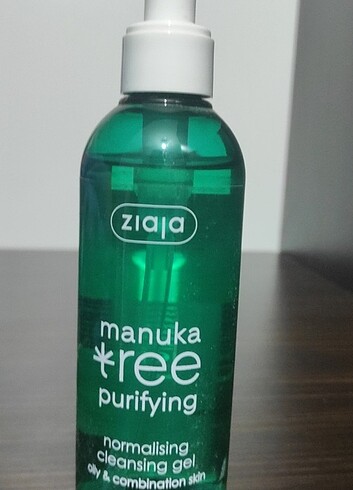 ziaja
manuka
tree
purifying
normalising
cleansing gel
oily & combination skin